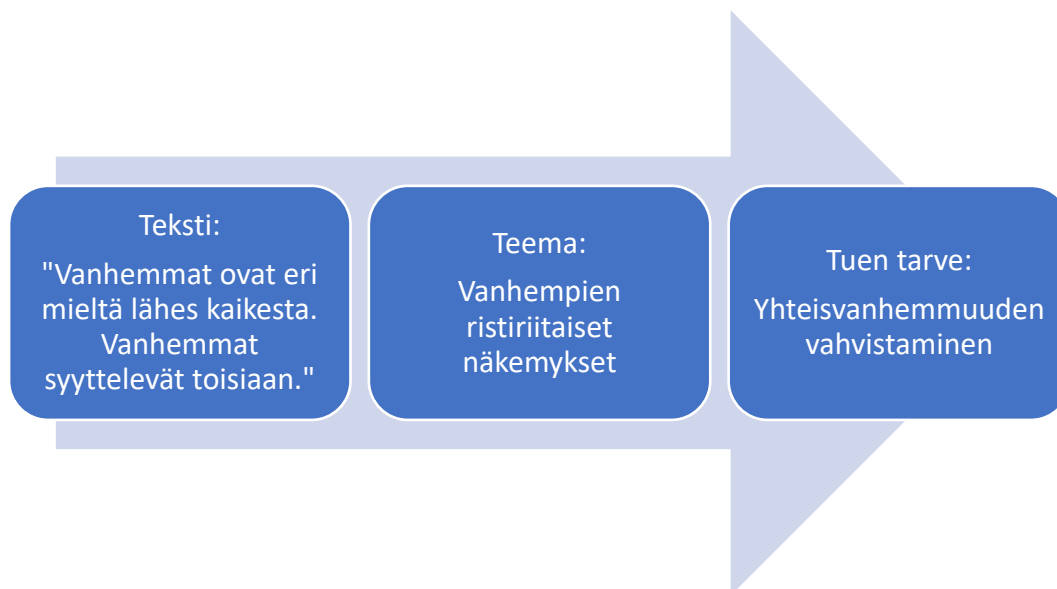 Teksti:
"Vanhemmat ovat eri
mieltä lähes kaikesta.
Vanhemmat
syyttelevät toisiaan."
Teema:
Vanhempien
ristiriitaiset
näkemykset
Tuen tarve:
Yhteisvanhemmuuden
vahvistaminen